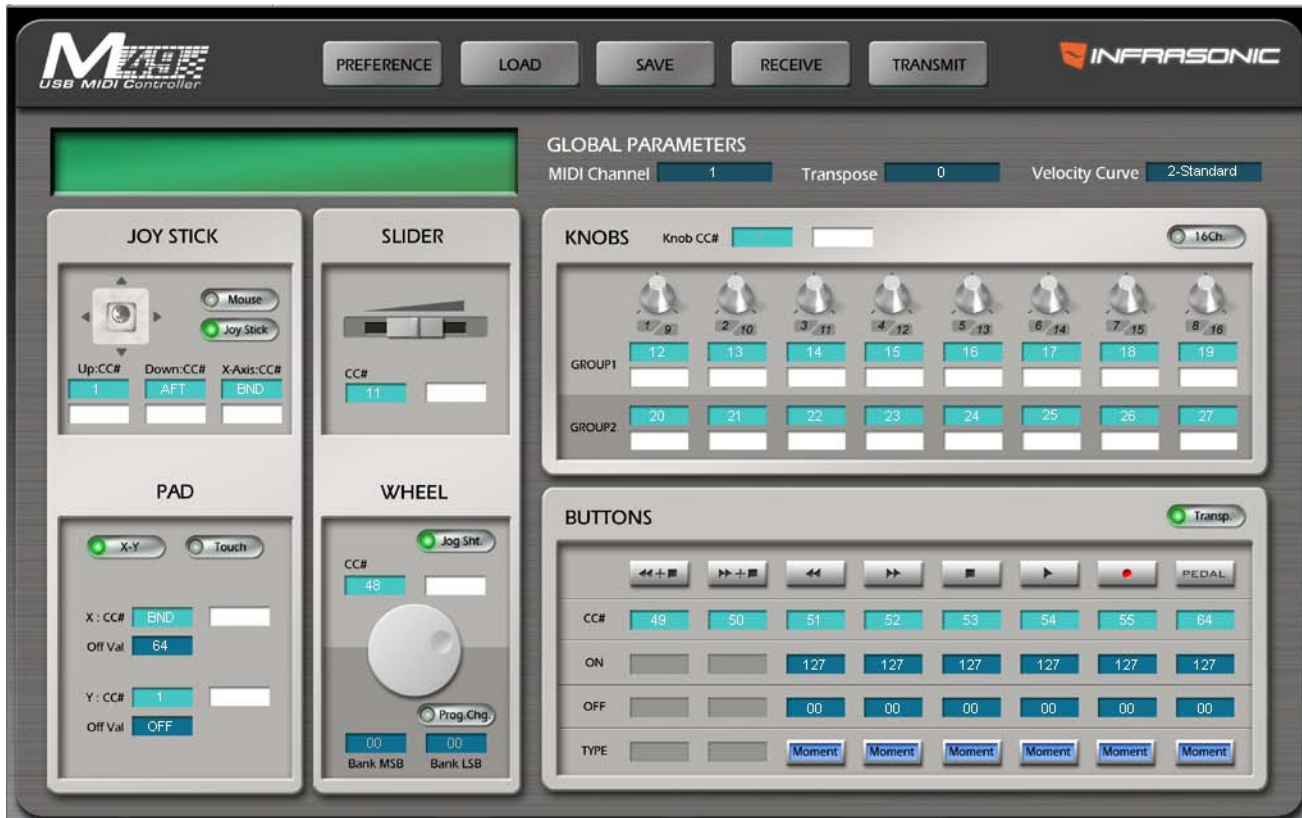 M49X
USB MIDI Controller
PREFERENCE LOAD SAVE RECEIVE TRANSMIT
INFRASONIC
GLOBAL PARAMETERS
MIDI Channel 1 Transpose 0 Velocity Curve 2-Standard
JOY STICK
Mouse
Joy Stick
Up:CC# Down:CC# X-Axis:CC#
1 AFT BND
SLIDER
CC#
11
KNOBS Knob CC# 16Ch.
1/9 2/10 3/11 4/12 5/13 6/14 7/15 8/16
GROUP1 12 13 14 15 16 17 18 19
GROUP2 20 21 22 23 24 25 26 27
PAD
X-Y Touch
X : CC# BND
Off Val 64
Y : CC# 1
Off Val OFF
WHEEL
Jog Sht.
CC#
48
Prog.Chg.
00 00
Bank MSB Bank LSB
BUTTONS Transp.
PEDAL
CC# 49 50 51 52 53 54 55 64
ON 127 127 127 127 127 127
OFF 00 00 00 00 00 00
TYPE Moment Moment Moment Moment Moment Moment